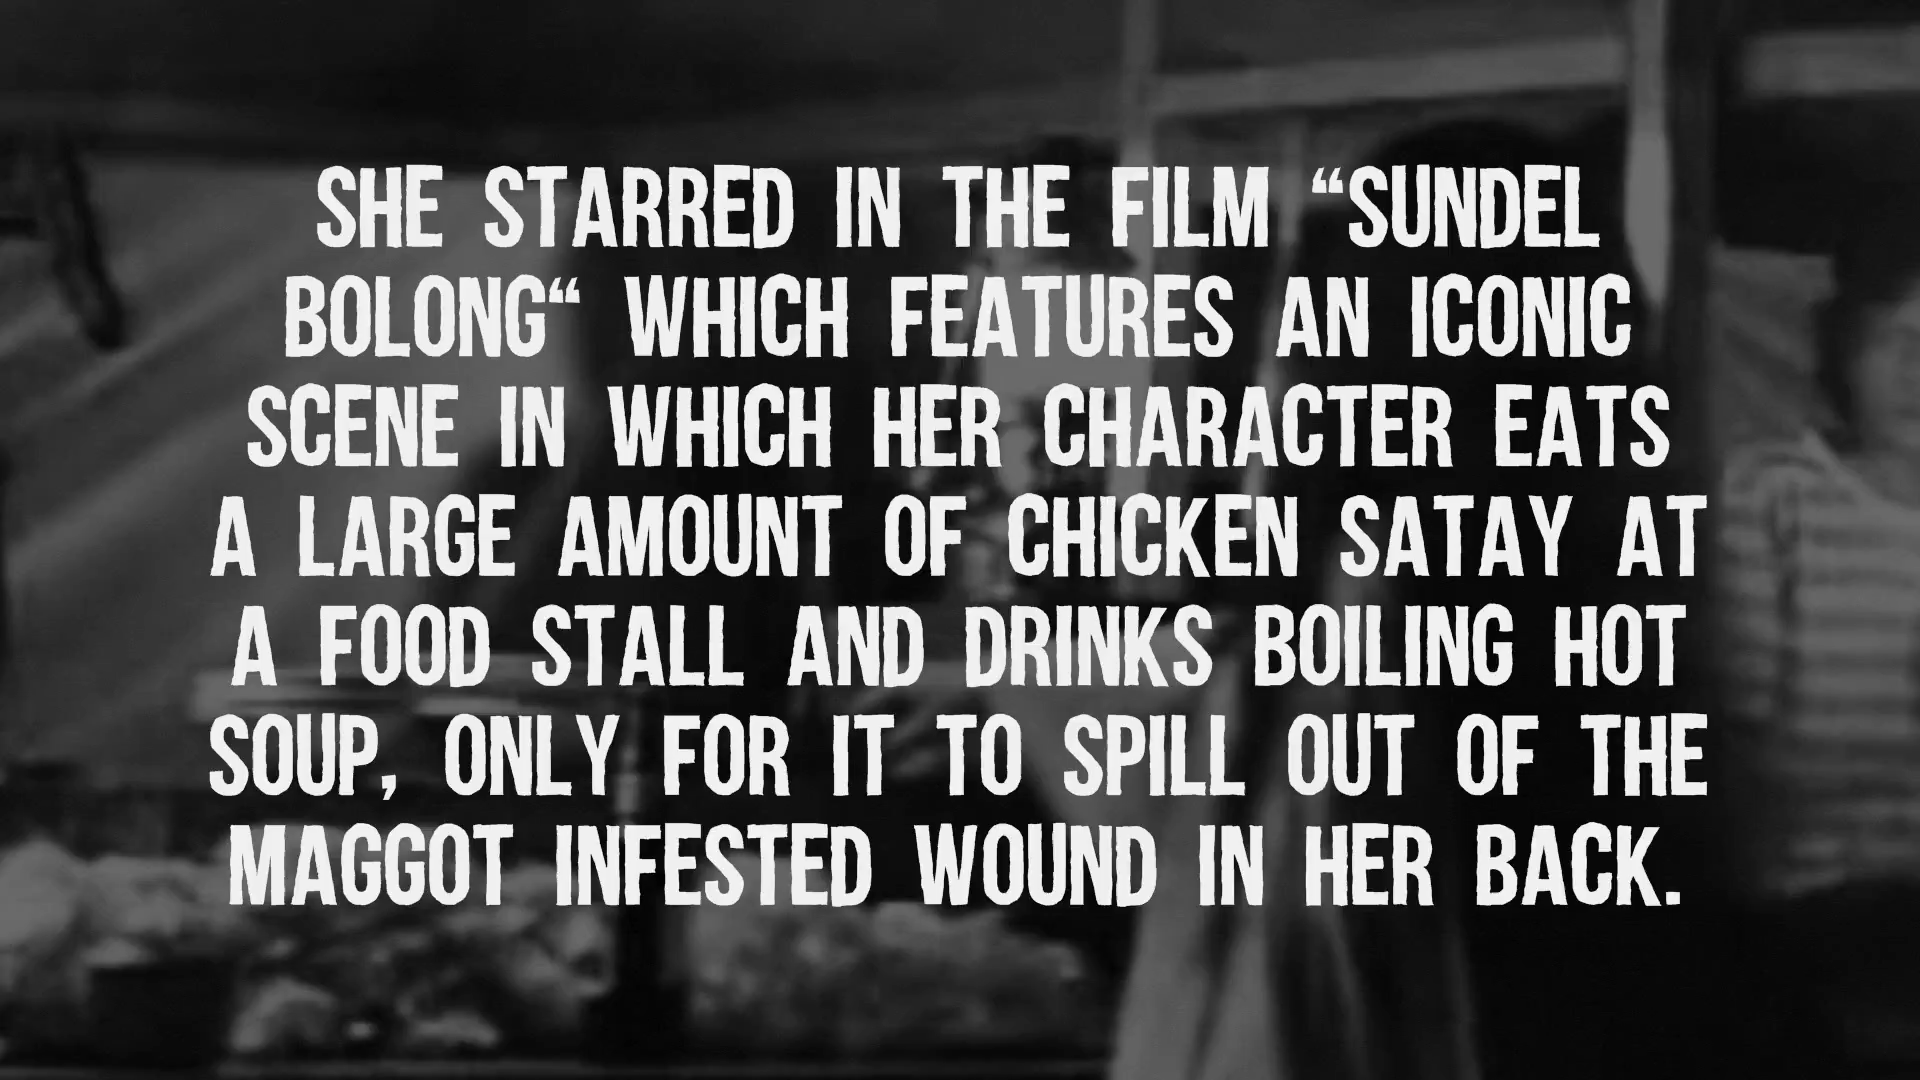 SHE STARRED IN THE FILM “SUNDEL
BOLONG“ WHICH FEATURES AN ICONIC
SCENE IN WHICH HER CHARACTER EATS
A LARGE AMOUNT OF CHICKEN SATAY AT
A FOOD STALL AND DRINKS BOILING HOT
SOUP, ONLY FOR IT TO SPILL OUT OF THE
MAGGOT INFESTED WOUND IN HER BACK.